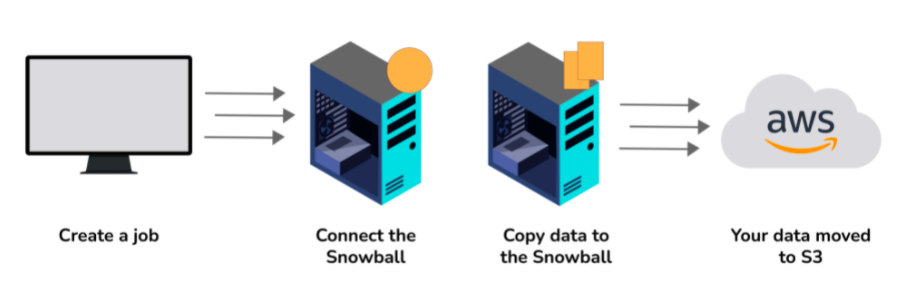 aws
Create a job
Connect the
Snowball
Copy data to
the Snowball
Your data moved
to S3